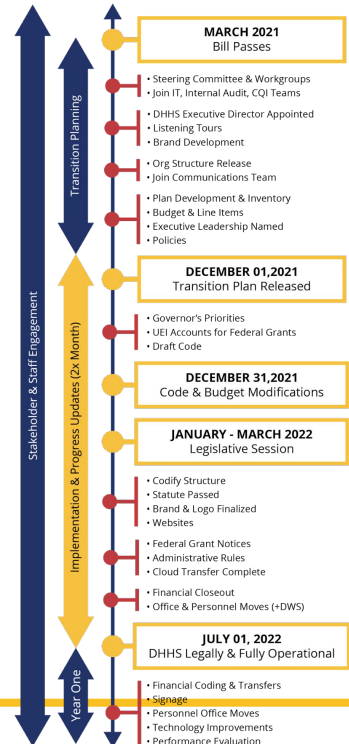 MARCH 2021
Bill Passes
• Steering Committee & Workgroups
• Join IT, Internal Audit, CQI Teams
• DHHS Executive Director Appointed
• Listening Tours
• Brand Development
• Org Structure Release
• Join Communications Team
• Plan Development & Inventory
• Budget & Line Items
• Executive Leadership Named
• Policies
DECEMBER 01,2021
Transition Plan Released
• Governor's Priorities
• UEI Accounts for Federal Grants
• Draft Code
DECEMBER 31,2021
Code & Budget Modifications
JANUARY - MARCH 2022
Legislative Session
• Codify Structure
• Statute Passed
• Brand & Logo Finalized
• Websites
• Federal Grant Notices
• Administrative Rules
• Cloud Transfer Complete
• Financial Closeout
• Office & Personnel Moves (+DWS)
JULY 01, 2022
DHHS Legally & Fully Operational
• Financial Coding & Transfers
• Signage
• Personnel Office Moves
• Technology Improvements
• Performance Evaluation
Stakeholder & Staff Engagement
Transition Planning
Implementation & Progress Updates (2x Month)
Year One